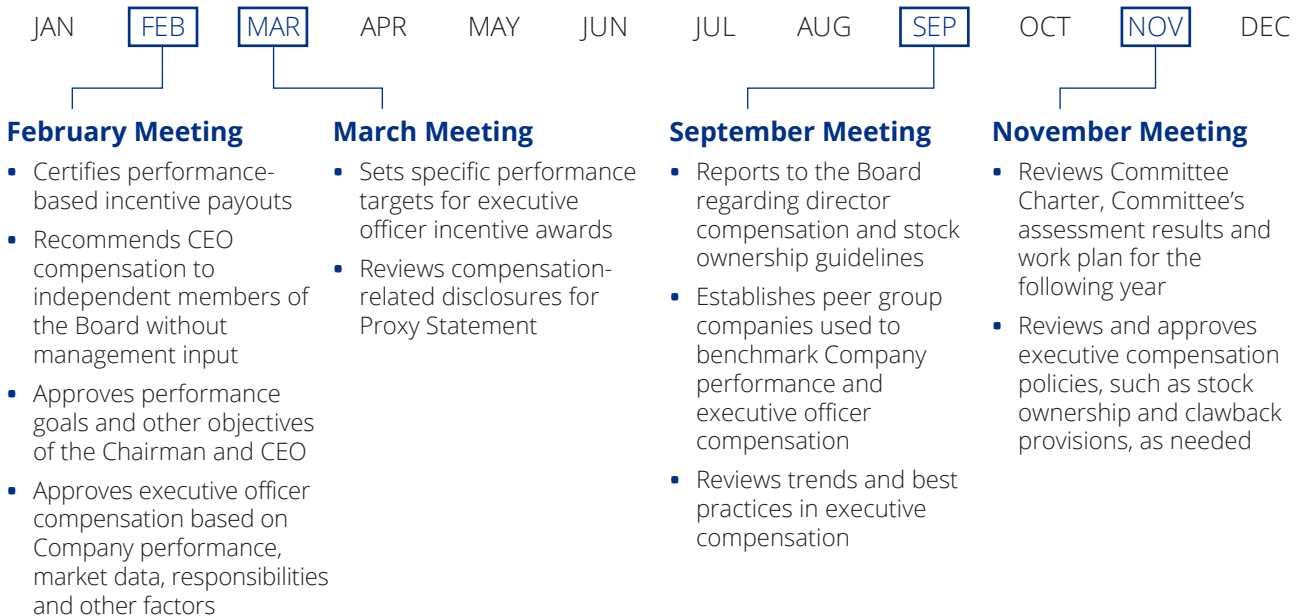 JAN FEB MAR APR MAY JUN JUL AUG SEP OCT NOV DEC
February Meeting
• Certifies performance-
based incentive payouts
• Recommends CEO
compensation to
independent members of
the Board without
management input
• Approves performance
goals and other objectives
of the Chairman and CEO
• Approves executive officer
compensation based on
Company performance,
market data, responsibilities
and other factors
March Meeting
• Sets specific performance
targets for executive
officer incentive awards
• Reviews compensation-
related disclosures for
Proxy Statement
September Meeting
• Reports to the Board
regarding director
compensation and stock
ownership guidelines
• Establishes peer group
companies used to
benchmark Company
performance and
executive officer
compensation
• Reviews trends and best
practices in executive
compensation
November Meeting
• Reviews Committee
Charter, Committee's
assessment results and
work plan for the
following year
• Reviews and approves
executive compensation
policies, such as stock
ownership and clawback
provisions, as needed